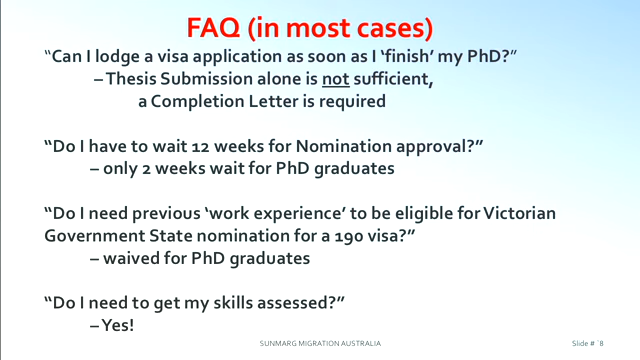 FAQ (in most cases)
“Can I lodge a visa application as soon as I ‘finish’ my PhD?”
– Thesis Submission alone is not sufficient,
a Completion Letter is required
“Do I have to wait 12 weeks for Nomination approval?”
– only 2 weeks wait for PhD graduates
“Do I need previous ‘work experience’ to be eligible for Victorian
Government State nomination for a 190 visa?”
– waived for PhD graduates
“Do I need to get my skills assessed?”
– Yes!
SUNMARG MIGRATION AUSTRALIA
Slide # `8